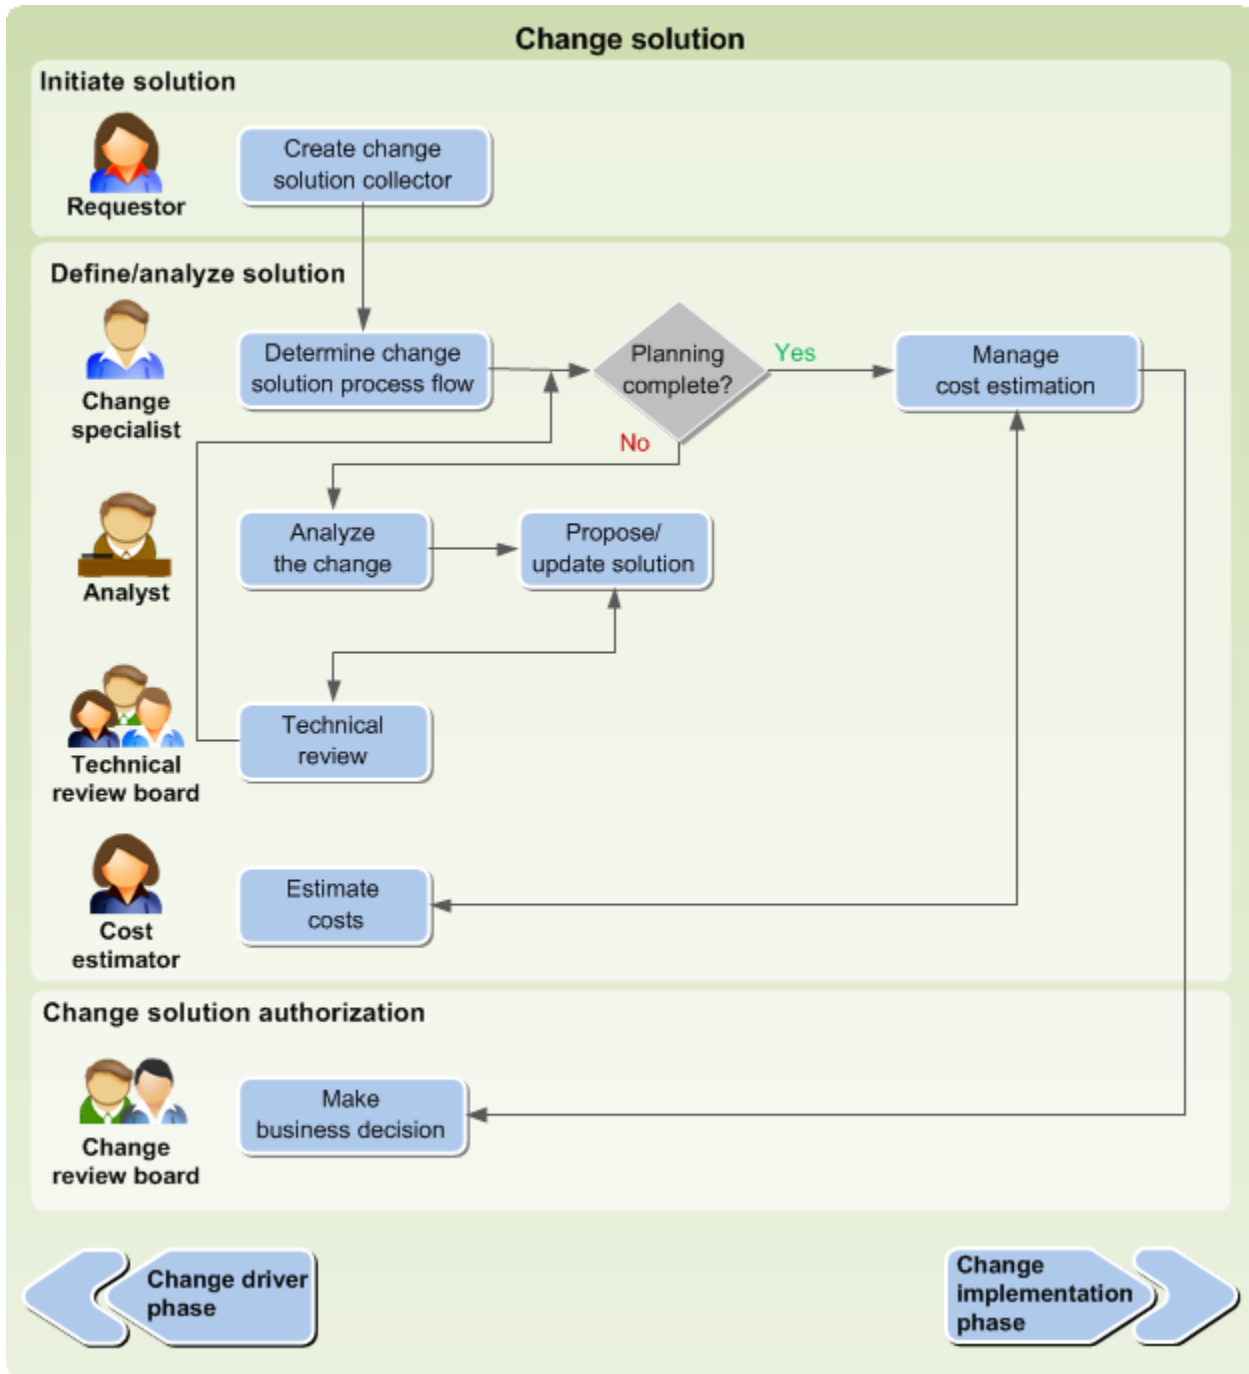 Change solution
Initiate solution
Create change
solution collector
Requestor
Define/analyze solution
Determine change
solution process flow
Planning
complete?
Yes
Manage
cost estimation
Change
specialist
No
Analyze
the change
Propose/
update solution
Analyst
Technical
review
Technical
review board
Estimate
costs
Cost
estimator
Change solution authorization
Make
business decision
Change
review board
Change driver
phase
Change
implementation
phase